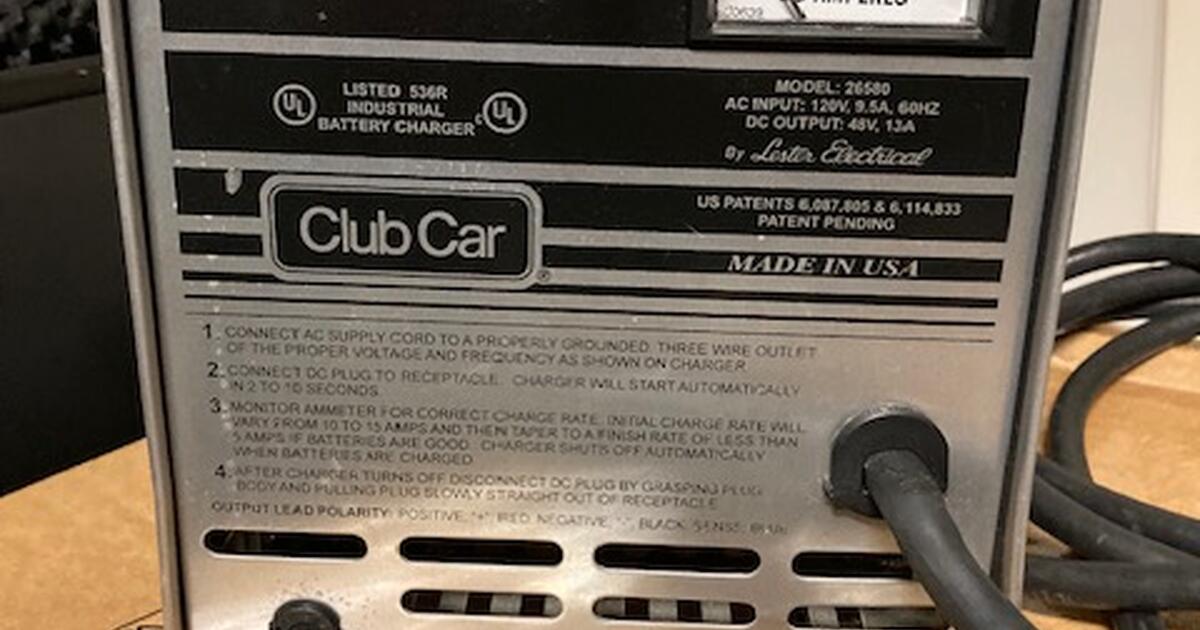 AMPERES
UL
LISTED 536R
INDUSTRIAL
BATTERY CHARGER
c UL
MODEL: 26580
AC INPUT: 120V, 9.5A, 60HZ
DC OUTPUT: 48V, 13A
By Lester Electrical
Club Car
®
US PATENTS 6,087,805 & 6,114,833
PATENT PENDING
MADE IN USA
1. CONNECT AC SUPPLY CORD TO A PROPERLY GROUNDED, THREE WIRE OUTLET
OF THE PROPER VOLTAGE AND FREQUENCY AS SHOWN ON CHARGER.
2. CONNECT DC PLUG TO RECEPTACLE. CHARGER WILL START AUTOMATICALLY
IN 2 TO 10 SECONDS.
3. MONITOR AMMETER FOR CORRECT CHARGE RATE. INITIAL CHARGE RATE WILL
VARY FROM 10 TO 15 AMPS AND THEN TAPER TO A FINISH RATE OF LESS THAN
5 AMPS IF BATTERIES ARE GOOD. CHARGER SHUTS OFF AUTOMATICALLY
WHEN BATTERIES ARE CHARGED.
4. AFTER CHARGER TURNS OFF DISCONNECT DC PLUG BY GRASPING PLUG
BODY AND PULLING PLUG SLOWLY STRAIGHT OUT OF RECEPTACLE.
OUTPUT LEAD POLARITY: POSITIVE, "+", RED. NEGATIVE, "-", BLACK. SENSE, BLUE.